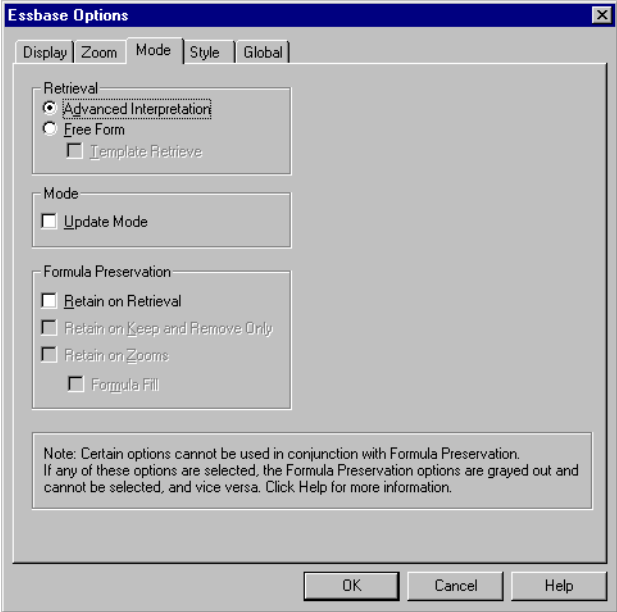 Essbase Options
Display Zoom Mode Style Global
Retrieval
Advanced Interpretation
Free Form
Template Retrieve
Mode
Update Mode
Formula Preservation
Retain on Retrieval
Retain on Keep and Remove Only
Retain on Zooms
Formula Fill
Note: Certain options cannot be used in conjunction with Formula Preservation.
If any of these options are selected, the Formula Preservation options are grayed out and
cannot be selected, and vice versa. Click Help for more information.
OK Cancel Help